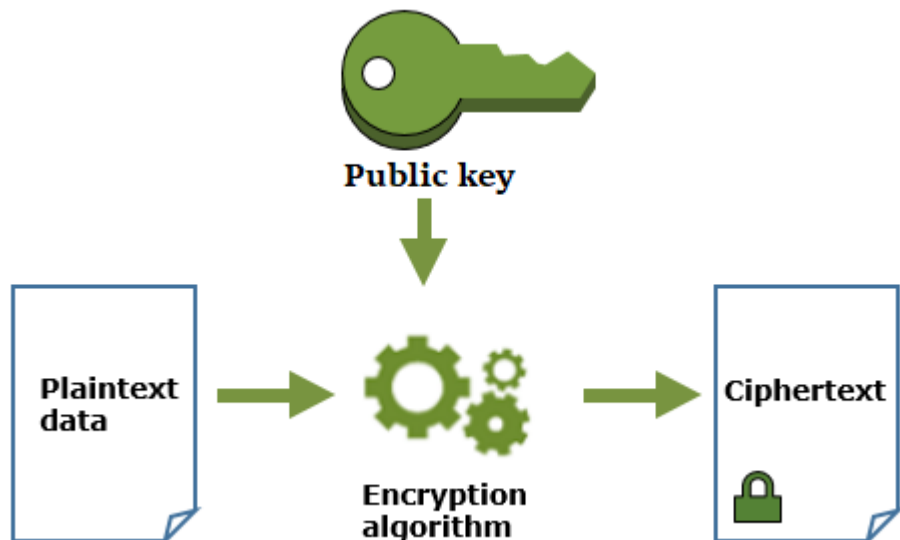 Public key
Plaintext
data
Ciphertext
Encryption
algorithm